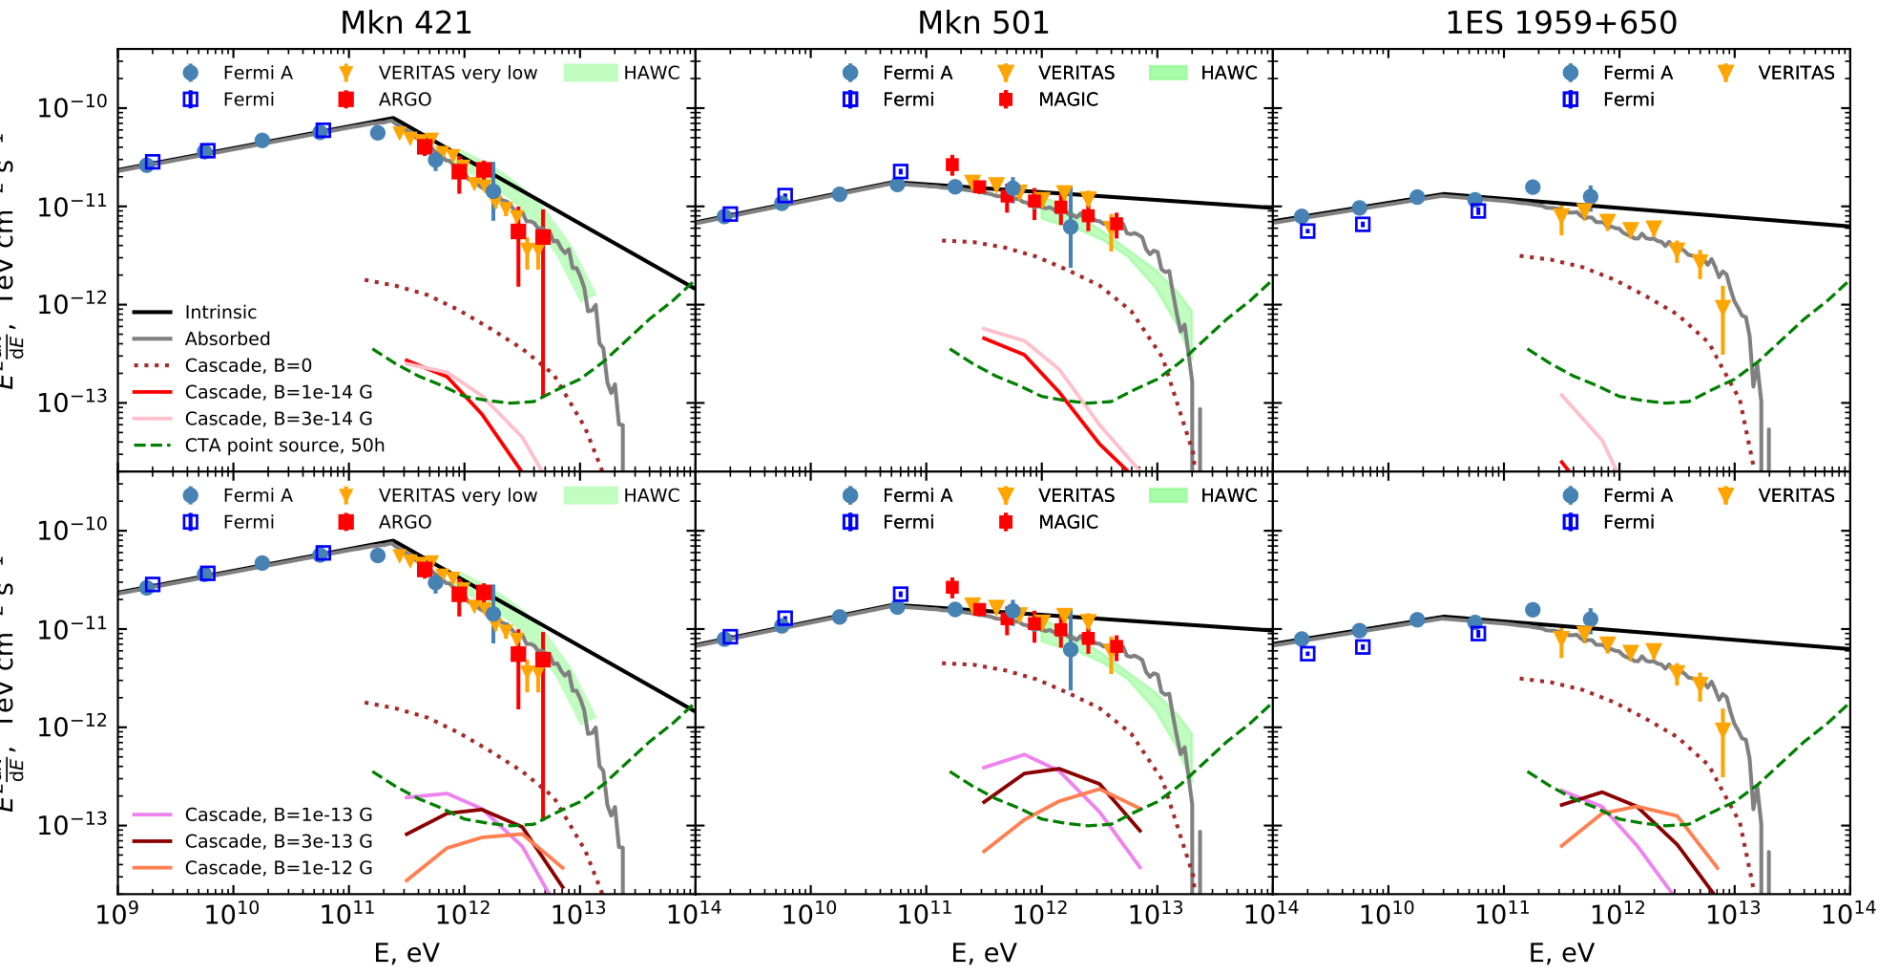 Mkn 421 Mkn 501 1ES 1959+650
Fermi A VERITAS very low HAWC
Fermi ARGO
Fermi A VERITAS HAWC
Fermi MAGIC
Fermi A VERITAS
Fermi
10⁻¹⁰
10⁻¹¹
10⁻¹²
10⁻¹³
Intrinsic
Absorbed
Cascade, B=0
Cascade, B=1e-14 G
Cascade, B=3e-14 G
CTA point source, 50h
Fermi A VERITAS very low HAWC
Fermi ARGO
Fermi A VERITAS HAWC
Fermi MAGIC
Fermi A VERITAS
Fermi
10⁻¹⁰
10⁻¹¹
10⁻¹²
10⁻¹³
Cascade, B=1e-13 G
Cascade, B=3e-13 G
Cascade, B=1e-12 G
10⁹ 10¹⁰ 10¹¹ 10¹² 10¹³ 10¹⁴ 10¹⁰ 10¹¹ 10¹² 10¹³ 10¹⁴ 10¹⁰ 10¹¹ 10¹² 10¹³ 10¹⁴
E, eV E, eV E, eV